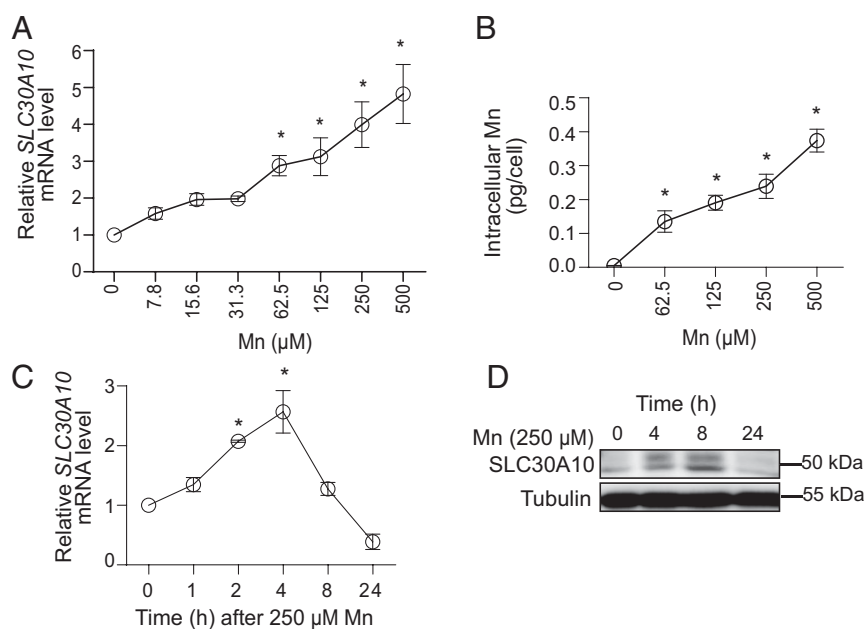 A
Relative SLC30A10
mRNA level
6
5
4
3
2
1
0
*
*
*
*
0
7.8
15.6
31.3
62.5
125
250
500
Mn (µM)
B
Intracellular Mn
(pg/cell)
0.5
0.4
0.3
0.2
0.1
0.0
*
*
*
*
0
62.5
125
250
500
Mn (µM)
C
Relative SLC30A10
mRNA level
3
2
1
0
*
*
0 1 2 4 8 24
Time (h) after 250 µM Mn
D
Time (h)
Mn (250 µM) 0 4 8 24
SLC30A10 50 kDa
Tubulin 55 kDa